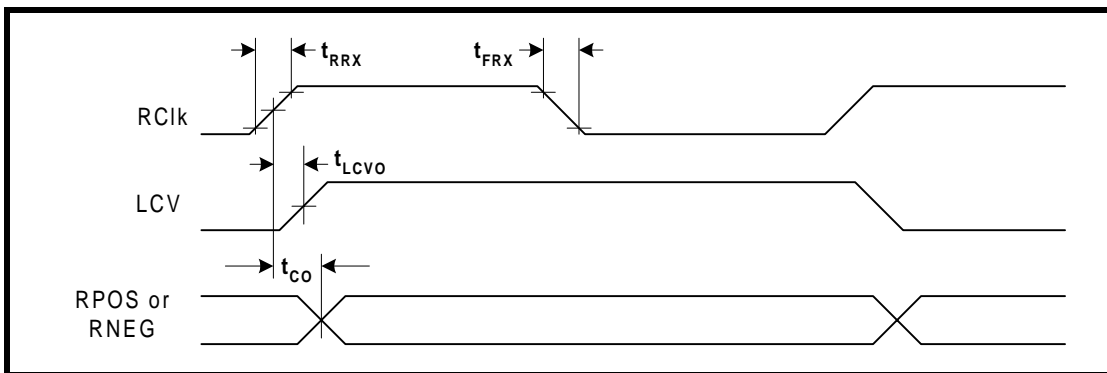 tRRX
tFRX
RClk
tLCVO
LCV
tCO
RPOS or
RNEG